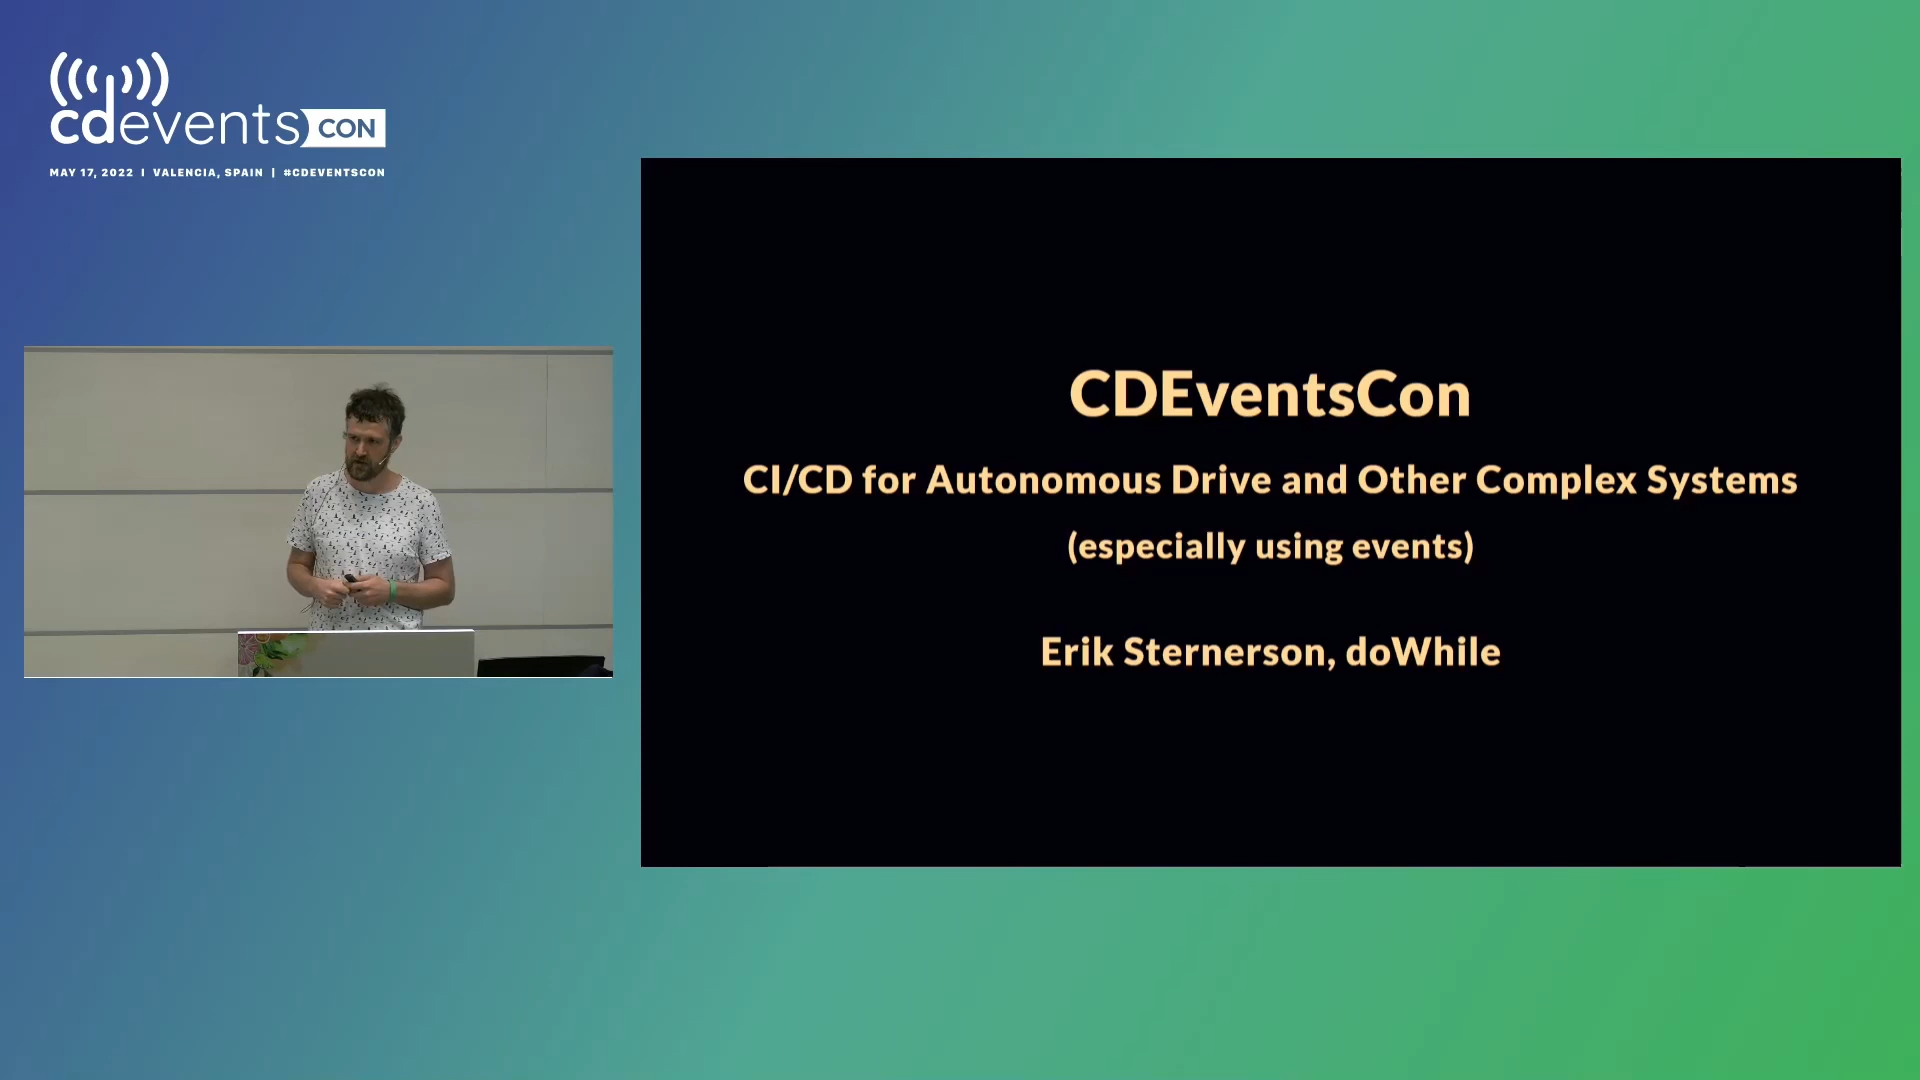 cdevents CON
MAY 17, 2022 | VALENCIA, SPAIN | #CDEVENTSCON
CDEventsCon
CI/CD for Autonomous Drive and Other Complex Systems
(especially using events)
Erik Sternerson, doWhile